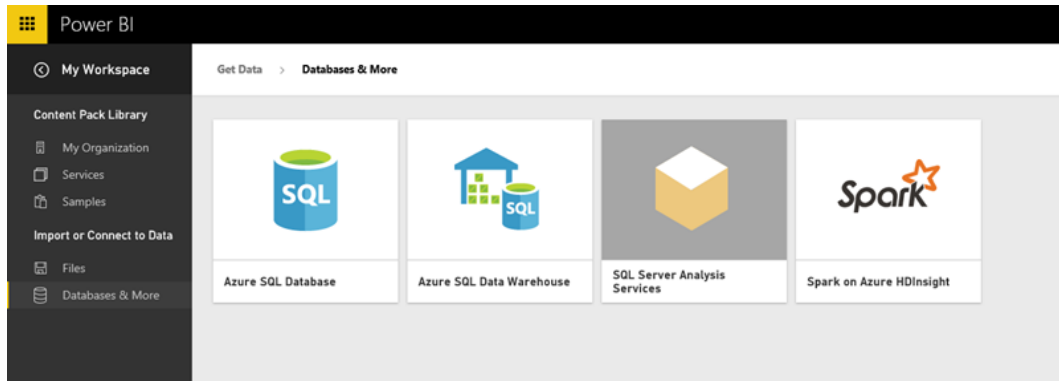 Power BI
My Workspace
Get Data > Databases & More
Content Pack Library
My Organization
Services
Samples
Import or Connect to Data
Files
Databases & More
SQL
SQL
Spark
Azure SQL Database
Azure SQL Data Warehouse
SQL Server Analysis
Services
Spark on Azure HDInsight